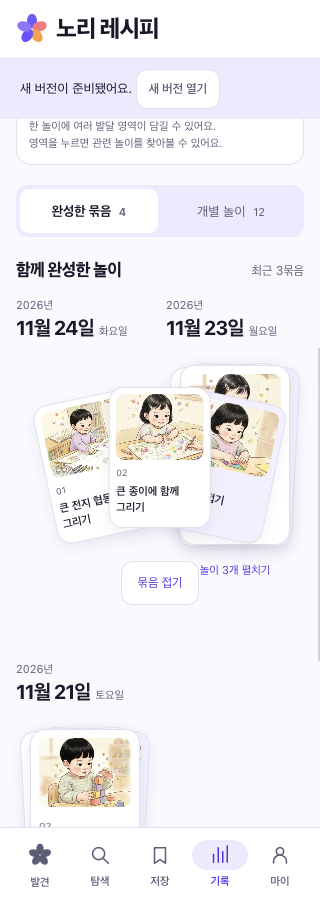 노리 레시피
새 버전이 준비됐어요. 새 버전 열기
한 놀이에 여러 발달 영역이 담길 수 있어요.
영역을 누르면 관련 놀이를 찾아볼 수 있어요.
완성한 묶음 4 개별 놀이 12
함께 완성한 놀이 최근 3묶음
2026년 2026년
11월 24일 화요일 11월 23일 월요일
01
큰 전지 협동
그리기
02
큰 종이에 함께
그리기
묶음 접기
놀이 3개 펼치기
2026년
11월 21일 토요일
발견 탐색 저장 기록 마이